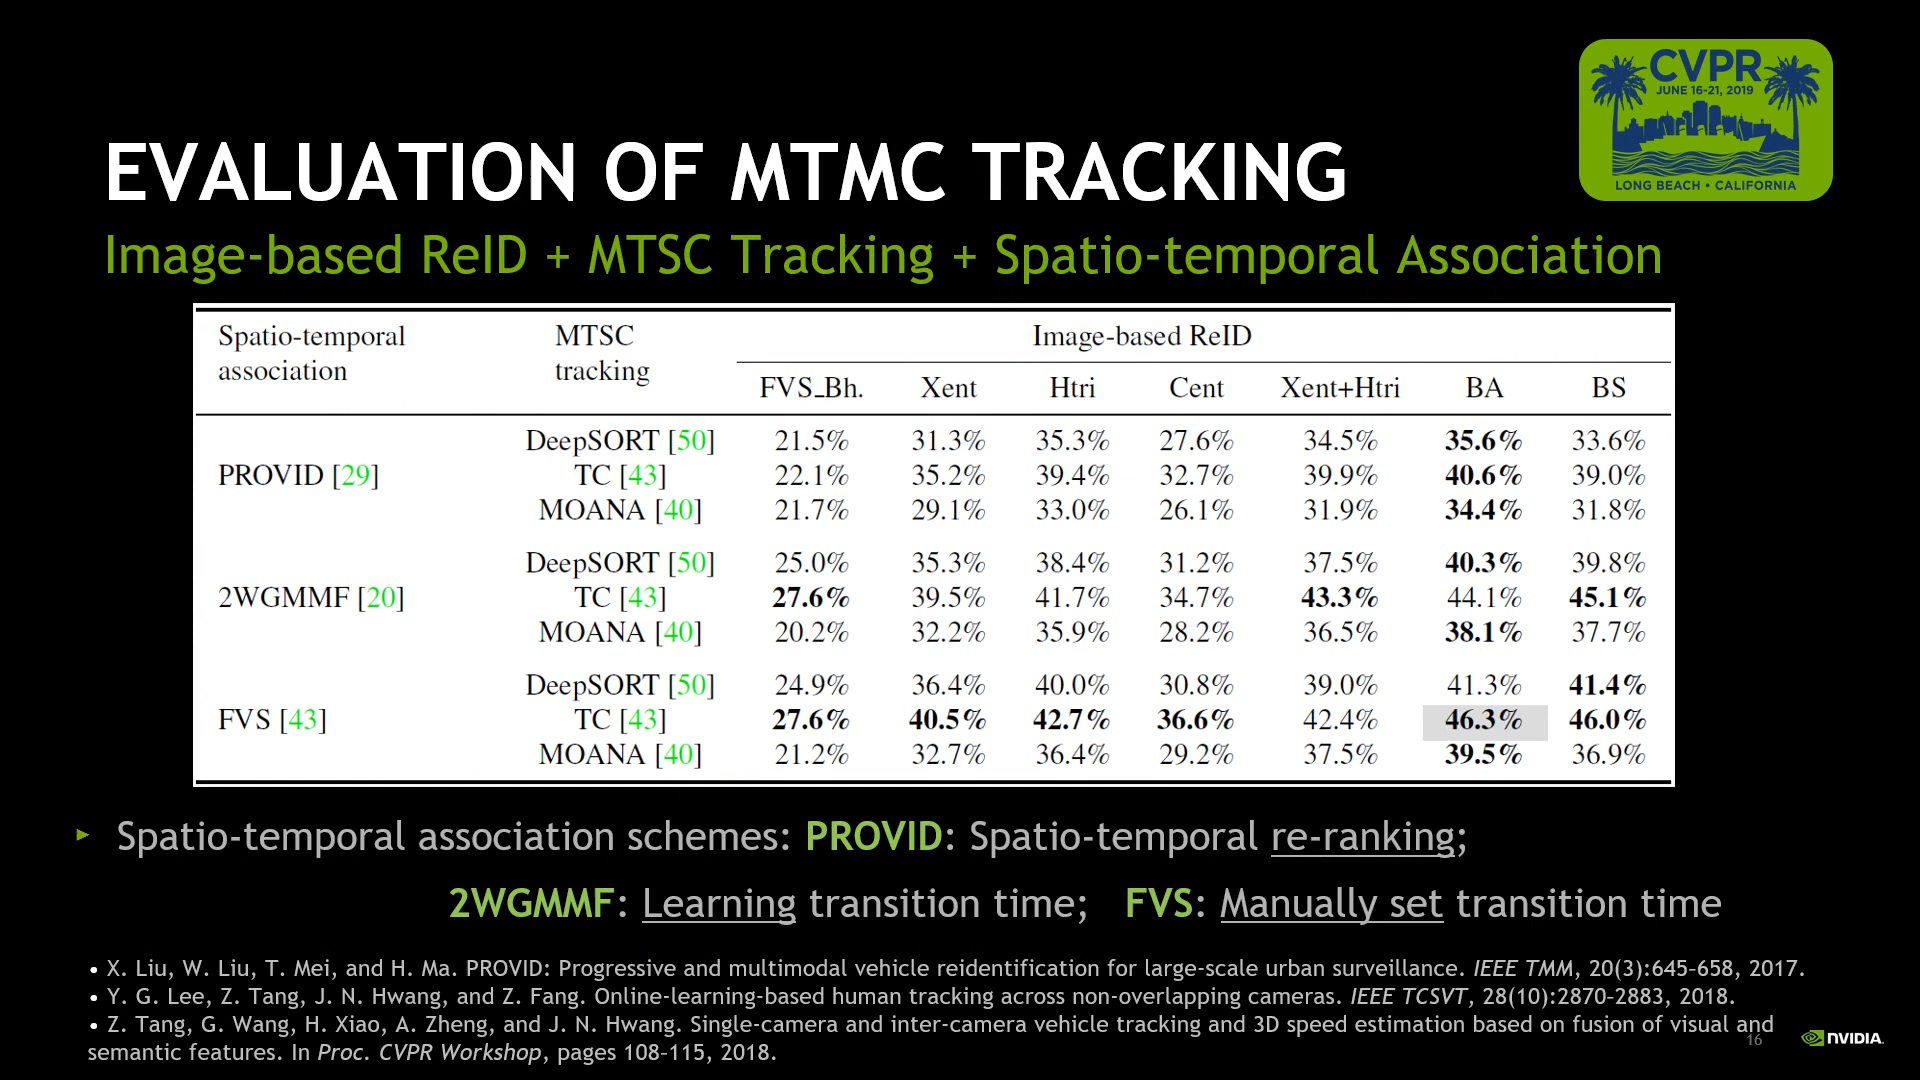 CVPR
JUNE 16-21, 2019
LONG BEACH • CALIFORNIA
EVALUATION OF MTMC TRACKING
Image-based ReID + MTSC Tracking + Spatio-temporal Association
Spatio-temporal association MTSC tracking Image-based ReID
FVS_Bh. Xent Htri Cent Xent+Htri BA BS
DeepSORT [50] 21.5% 31.3% 35.3% 27.6% 34.5% 35.6% 33.6%
PROVID [29] TC [43] 22.1% 35.2% 39.4% 32.7% 39.9% 40.6% 39.0%
MOANA [40] 21.7% 29.1% 33.0% 26.1% 31.9% 34.4% 31.8%
DeepSORT [50] 25.0% 35.3% 38.4% 31.2% 37.5% 40.3% 39.8%
2WGMMF [20] TC [43] 27.6% 39.5% 41.7% 34.7% 43.3% 44.1% 45.1%
MOANA [40] 20.2% 32.2% 35.9% 28.2% 36.5% 38.1% 37.7%
DeepSORT [50] 24.9% 36.4% 40.0% 30.8% 39.0% 41.3% 41.4%
FVS [43] TC [43] 27.6% 40.5% 42.7% 36.6% 42.4% 46.3% 46.0%
MOANA [40] 21.2% 32.7% 36.4% 29.2% 37.5% 39.5% 36.9%
► Spatio-temporal association schemes: PROVID: Spatio-temporal re-ranking;
2WGMMF: Learning transition time; FVS: Manually set transition time
• X. Liu, W. Liu, T. Mei, and H. Ma. PROVID: Progressive and multimodal vehicle reidentification for large-scale urban surveillance. IEEE TMM, 20(3):645–658, 2017.
• Y. G. Lee, Z. Tang, J. N. Hwang, and Z. Fang. Online-learning-based human tracking across non-overlapping cameras. IEEE TCSVT, 28(10):2870–2883, 2018.
• Z. Tang, G. Wang, H. Xiao, A. Zheng, and J. N. Hwang. Single-camera and inter-camera vehicle tracking and 3D speed estimation based on fusion of visual and
semantic features. In Proc. CVPR Workshop, pages 108–115, 2018.
16
NVIDIA.